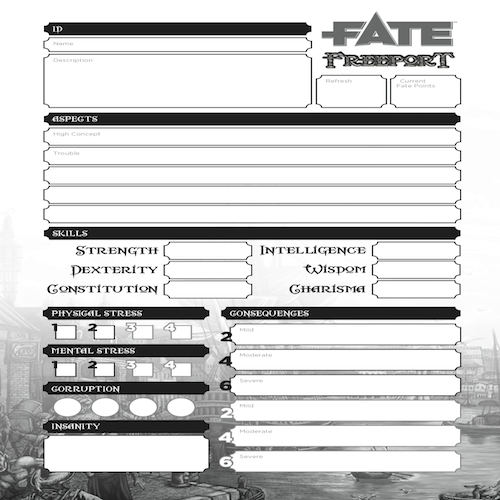 ID
FATE
Name
FREEPORT
Description
Refresh
Current
Fate Points
ASPECTS
High Concept
Trouble
SKILLS
STRENGTH
INTELLIGENCE
DEXTERITY
WISDOM
CONSTITUTION
CHARISMA
PHYSICAL STRESS
CONSEQUENCES
1 2 3 4
2 Mild
MENTAL STRESS
4 Moderate
1 2 3 4
6 Severe
CORRUPTION
2 Mild
INSANITY
4 Moderate
6 Severe